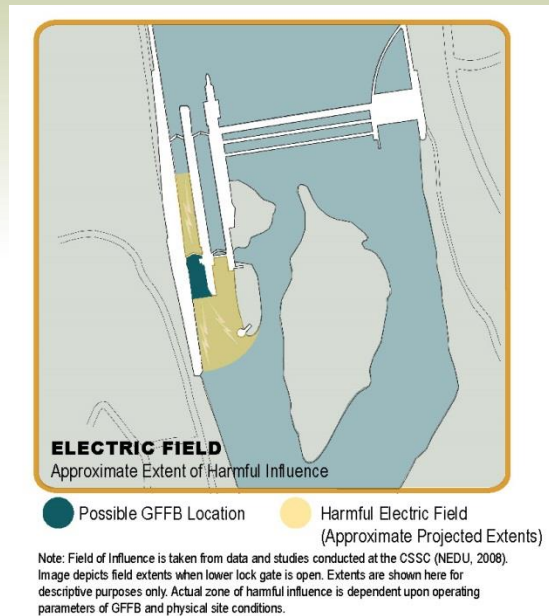 ELECTRIC FIELD
Approximate Extent of Harmful Influence
Possible GFFB Location
Harmful Electric Field
(Approximate Projected Extents)
Note: Field of Influence is taken from data and studies conducted at the CSSC (NEDU, 2008).
Image depicts field extents when lower lock gate is open. Extents are shown here for
descriptive purposes only. Actual zone of harmful influence is dependent upon operating
parameters of GFFB and physical site conditions.